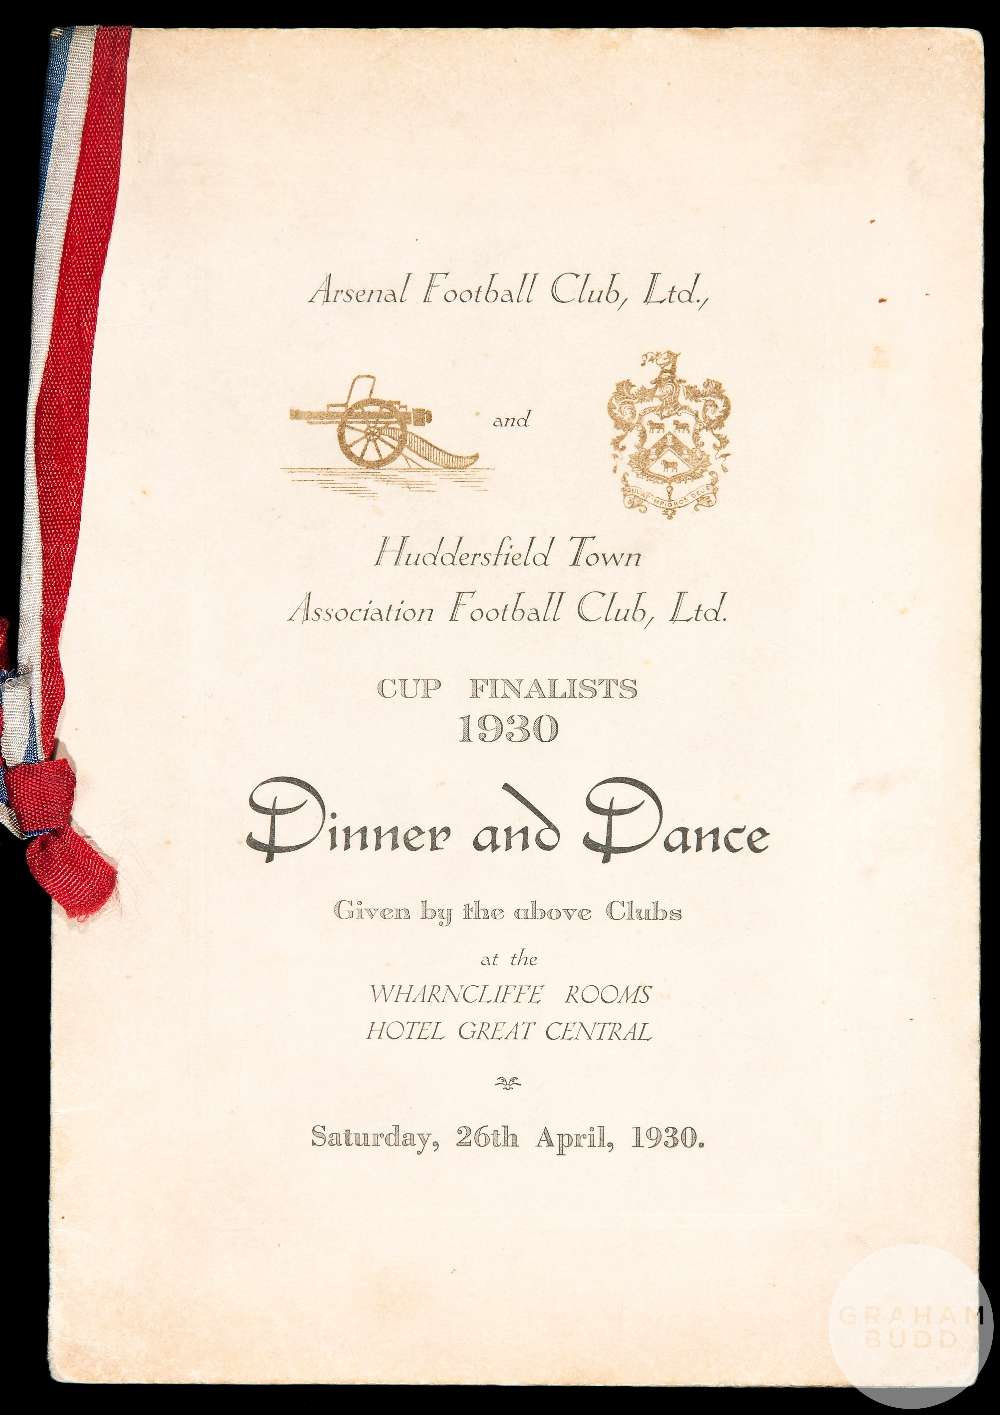 Arsenal Football Club, Ltd.,
and
Huddersfield Town
Association Football Club, Ltd.
CUP FINALISTS
1930
Dinner and Dance
Given by the above Clubs
at the
WHARNCLIFFE ROOMS
HOTEL GREAT CENTRAL
Saturday, 26th April, 1930.
GRAHAM
BUDD